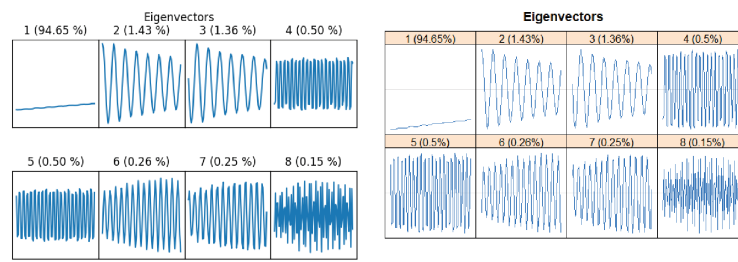 Eigenvectors
1 (94.65 %) 2 (1.43 %) 3 (1.36 %) 4 (0.50 %)
5 (0.50 %) 6 (0.26 %) 7 (0.25 %) 8 (0.15 %)
Eigenvectors
1 (94.65%) 2 (1.43%) 3 (1.36%) 4 (0.5%)
5 (0.5%) 6 (0.26%) 7 (0.25%) 8 (0.15%)